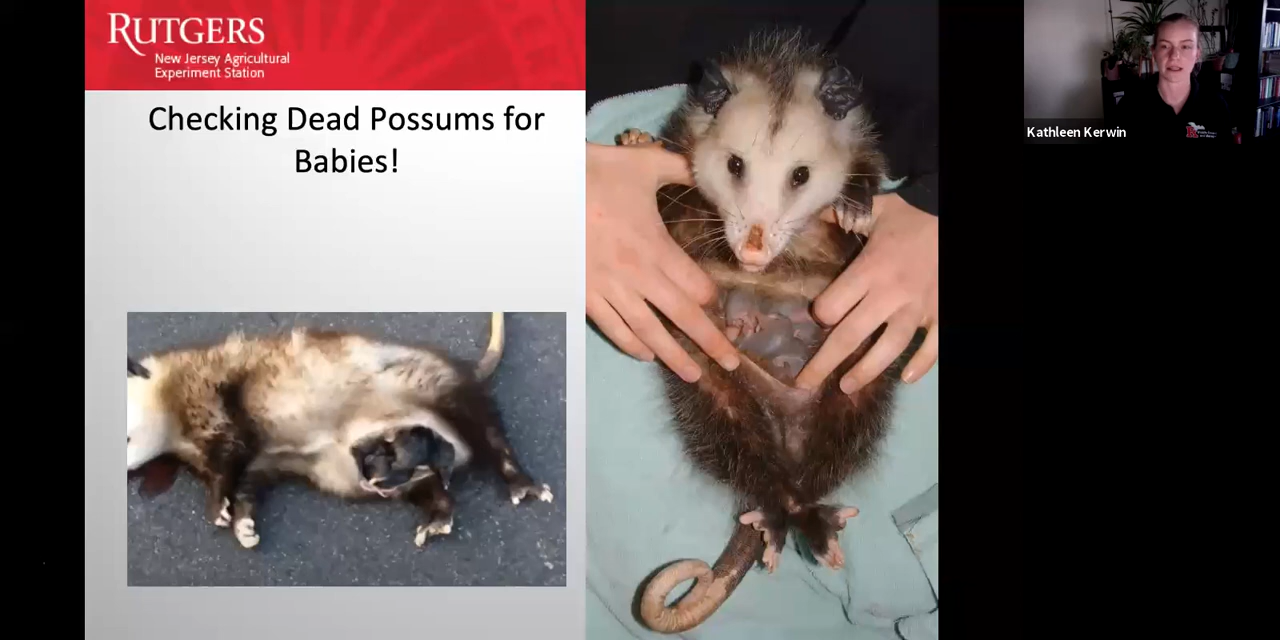 RUTGERS
New Jersey Agricultural
Experiment Station
Checking Dead Possums for
Babies!
Kathleen Kerwin